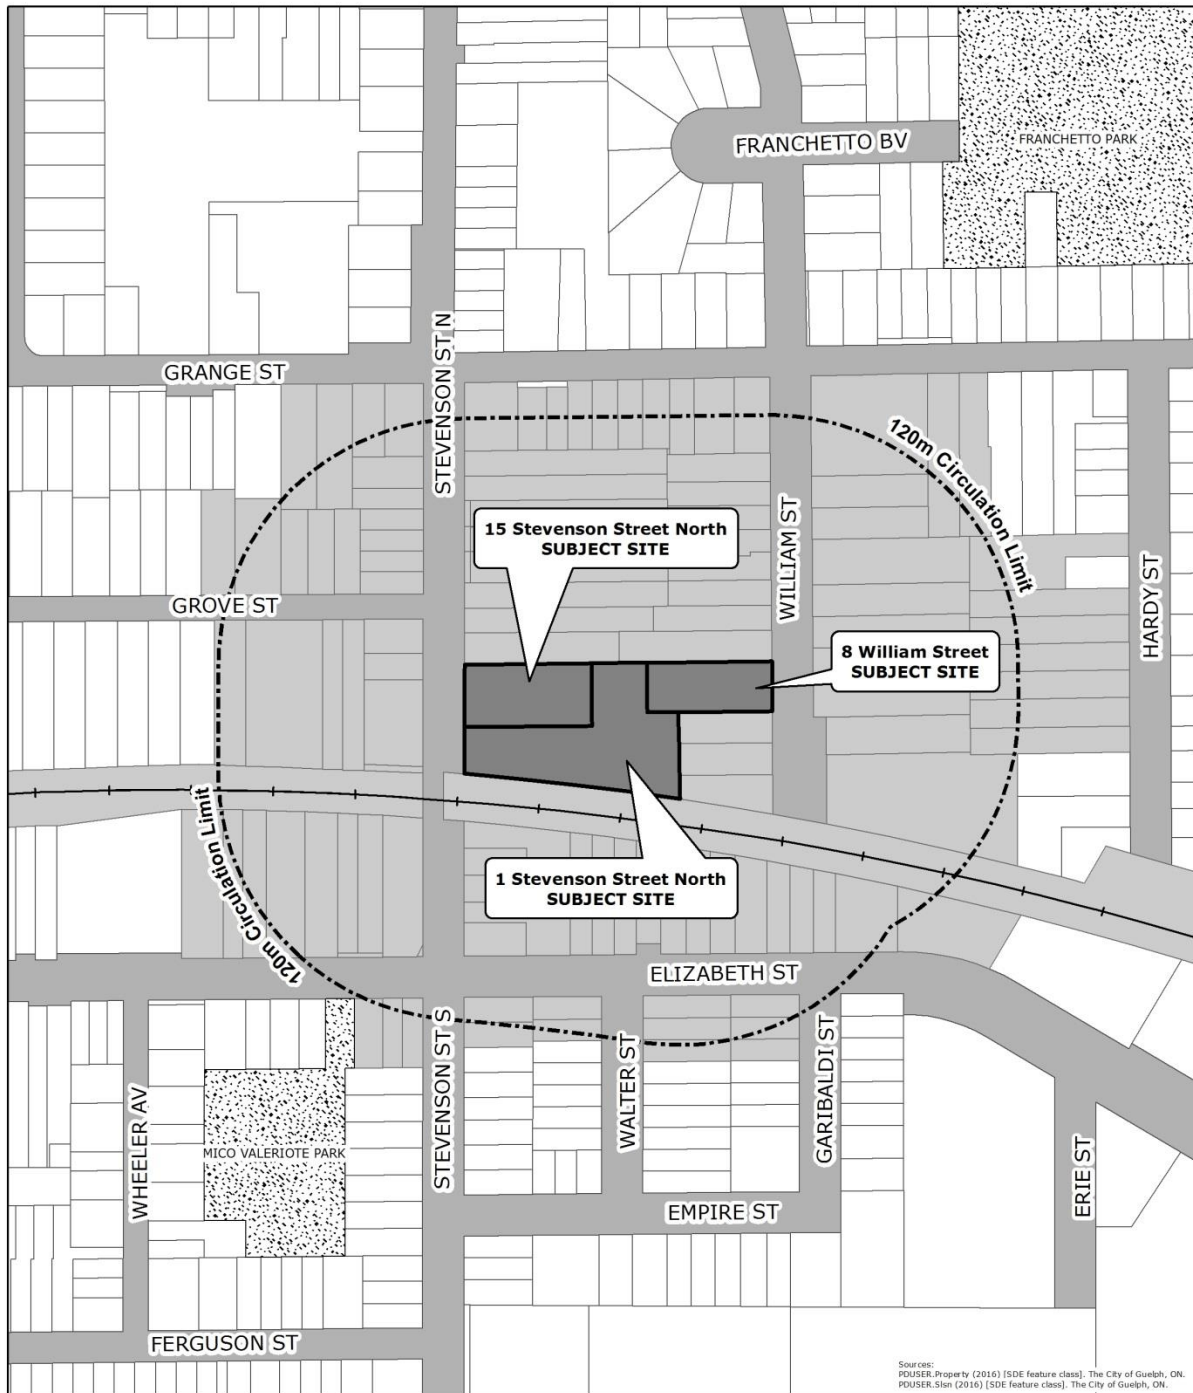 FRANCHETTO BV
FRANCHETTO PARK
STEVENSON ST N
GRANGE ST
120m Circulation Limit
15 Stevenson Street North
SUBJECT SITE
WILLIAM ST
GROVE ST
HARDY ST
8 William Street
SUBJECT SITE
120m Circulation Limit
1 Stevenson Street North
SUBJECT SITE
ELIZABETH ST
STEVENSON ST S
WALTER ST
GARIBALDI ST
WHEELER AV
MICO VALERIOTE PARK
ERIE ST
EMPIRE ST
FERGUSON ST
Sources:
PDUSER.Property (2016) [SDE feature class]. The City of Guelph, ON.
PDUSER.Slsn (2016) [SDE feature class]. The City of Guelph, ON.